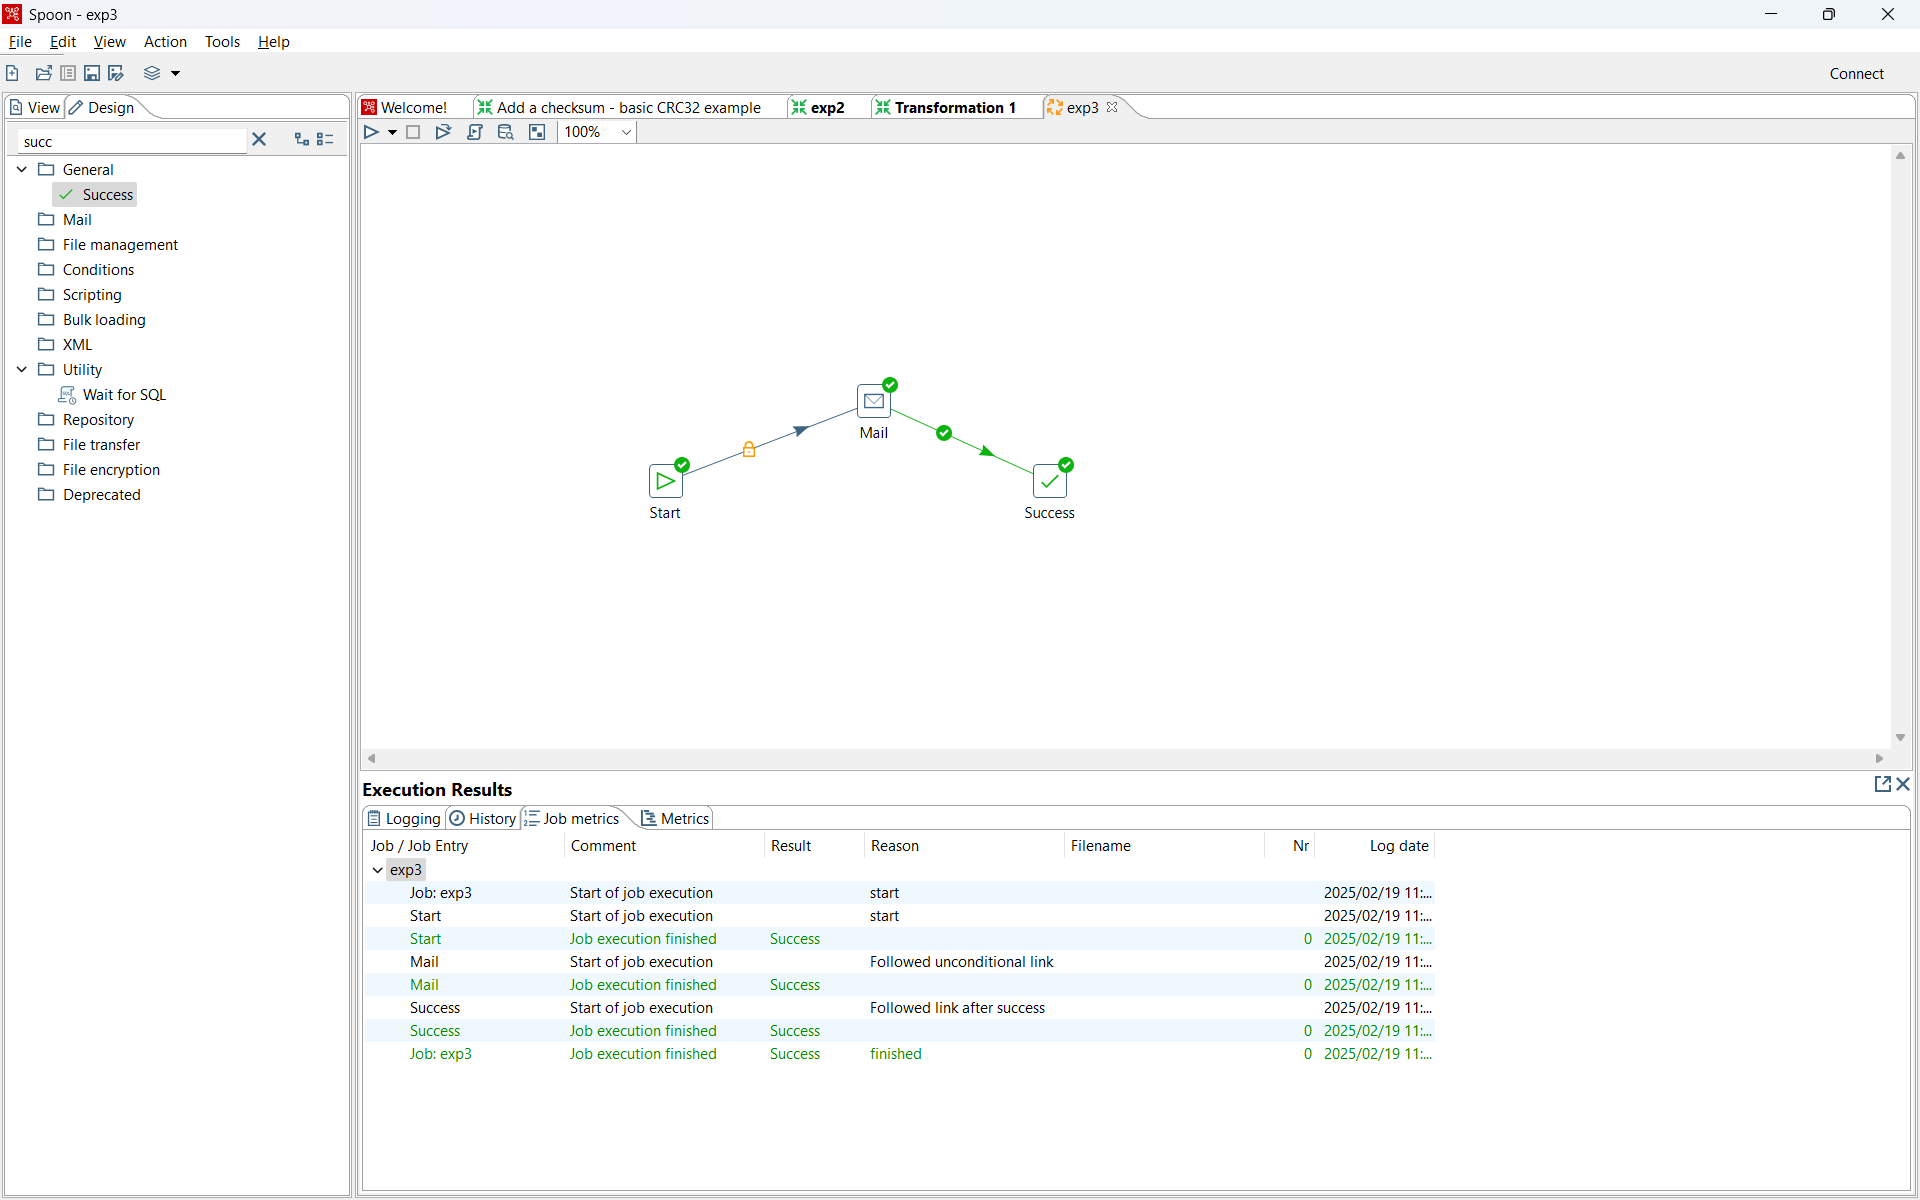 Spoon - exp3
File Edit View Action Tools Help
Connect
View Design
Welcome! Add a checksum - basic CRC32 example exp2 Transformation 1 exp3
100%
succ
General
Success
Mail
File management
Conditions
Scripting
Bulk loading
XML
Utility
Wait for SQL
Repository
File transfer
File encryption
Deprecated
Mail
Start
Success
Execution Results
Logging History Job metrics Metrics
Job / Job Entry Comment Result Reason Filename Nr Log date
exp3
Job: exp3 Start of job execution start 2025/02/19 11:...
Start Start of job execution start 2025/02/19 11:...
Start Job execution finished Success 0 2025/02/19 11:...
Mail Start of job execution Followed unconditional link 2025/02/19 11:...
Mail Job execution finished Success 0 2025/02/19 11:...
Success Start of job execution Followed link after success 2025/02/19 11:...
Success Job execution finished Success 0 2025/02/19 11:...
Job: exp3 Job execution finished Success finished 0 2025/02/19 11:...